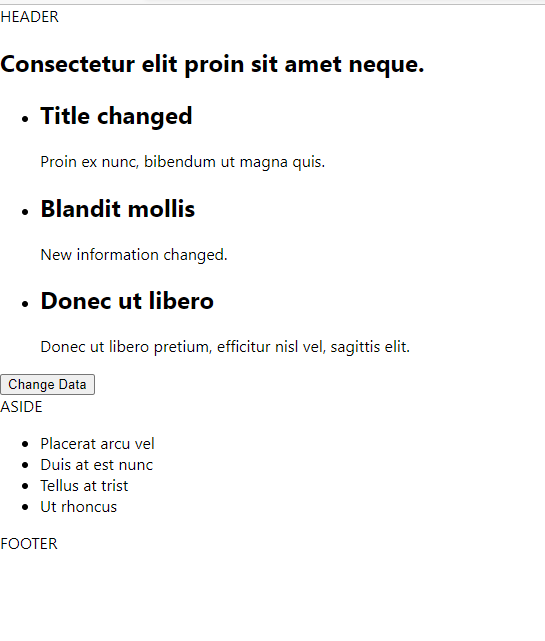 HEADER
Consectetur elit proin sit amet neque.
Title changed
Proin ex nunc, bibendum ut magna quis.
Blandit mollis
New information changed.
Donec ut libero
Donec ut libero pretium, efficitur nisl vel, sagittis elit.
Change Data
ASIDE
Placerat arcu vel
Duis at est nunc
Tellus at trist
Ut rhoncus
FOOTER